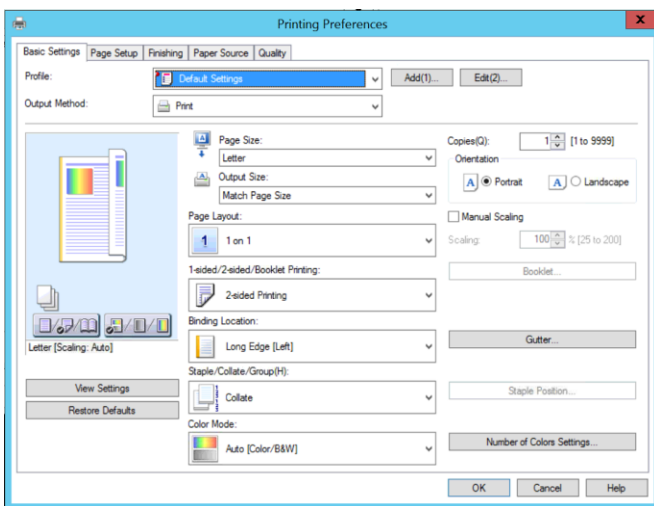 Printing Preferences
X
Basic Settings Page Setup Finishing Paper Source Quality
Profile: Default Settings Add(1)... Edit(2)...
Output Method: Print
Page Size:
Letter
Output Size:
Match Page Size
Copies(Q): 1 [1 to 9999]
Orientation
A Portrait A Landscape
Page Layout:
1 1 on 1
Manual Scaling
Scaling: 100 % [25 to 200]
1-sided/2-sided/Booklet Printing:
2-sided Printing
Booklet...
Binding Location:
Long Edge [Left]
Gutter...
Letter [Scaling: Auto]
Staple/Collate/Group(H):
Collate
Staple Position...
View Settings
Restore Defaults
Color Mode:
Auto [Color/B&W]
Number of Colors Settings...
OK Cancel Help